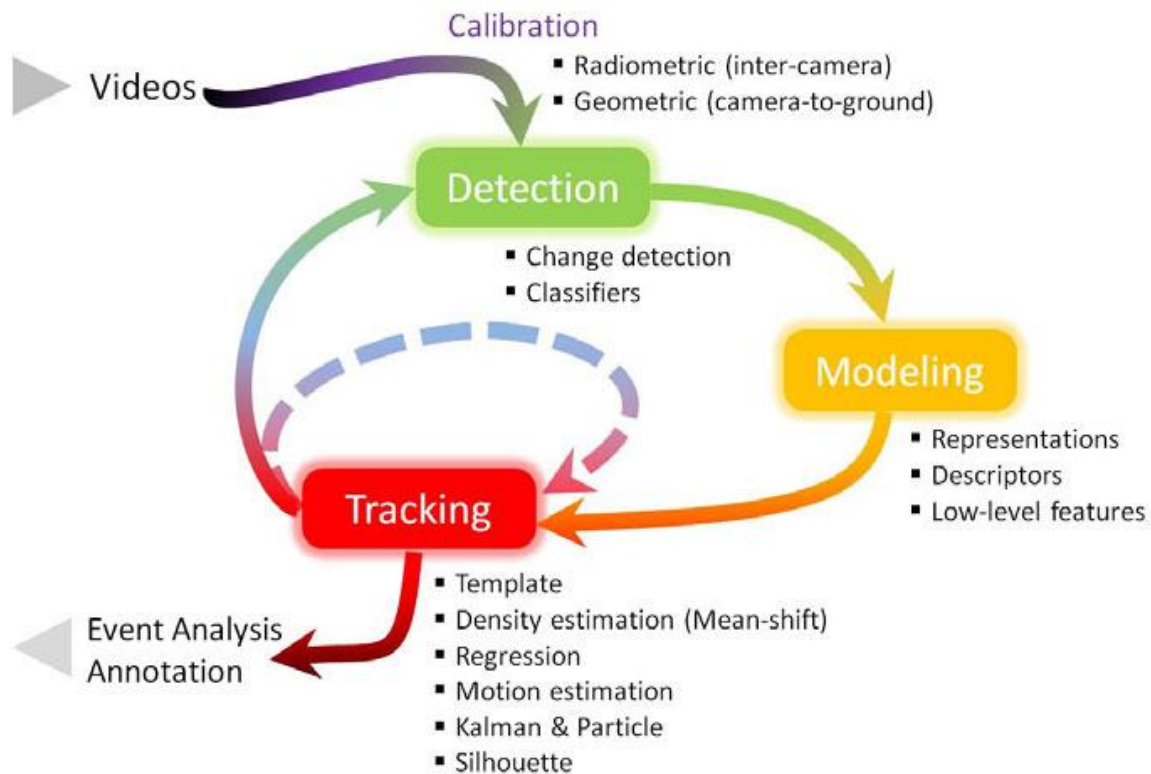 Calibration
▪ Radiometric (inter-camera)
▪ Geometric (camera-to-ground)
Videos
Detection
▪ Change detection
▪ Classifiers
Modeling
▪ Representations
▪ Descriptors
▪ Low-level features
Tracking
▪ Template
▪ Density estimation (Mean-shift)
▪ Regression
▪ Motion estimation
▪ Kalman & Particle
▪ Silhouette
Event Analysis
Annotation